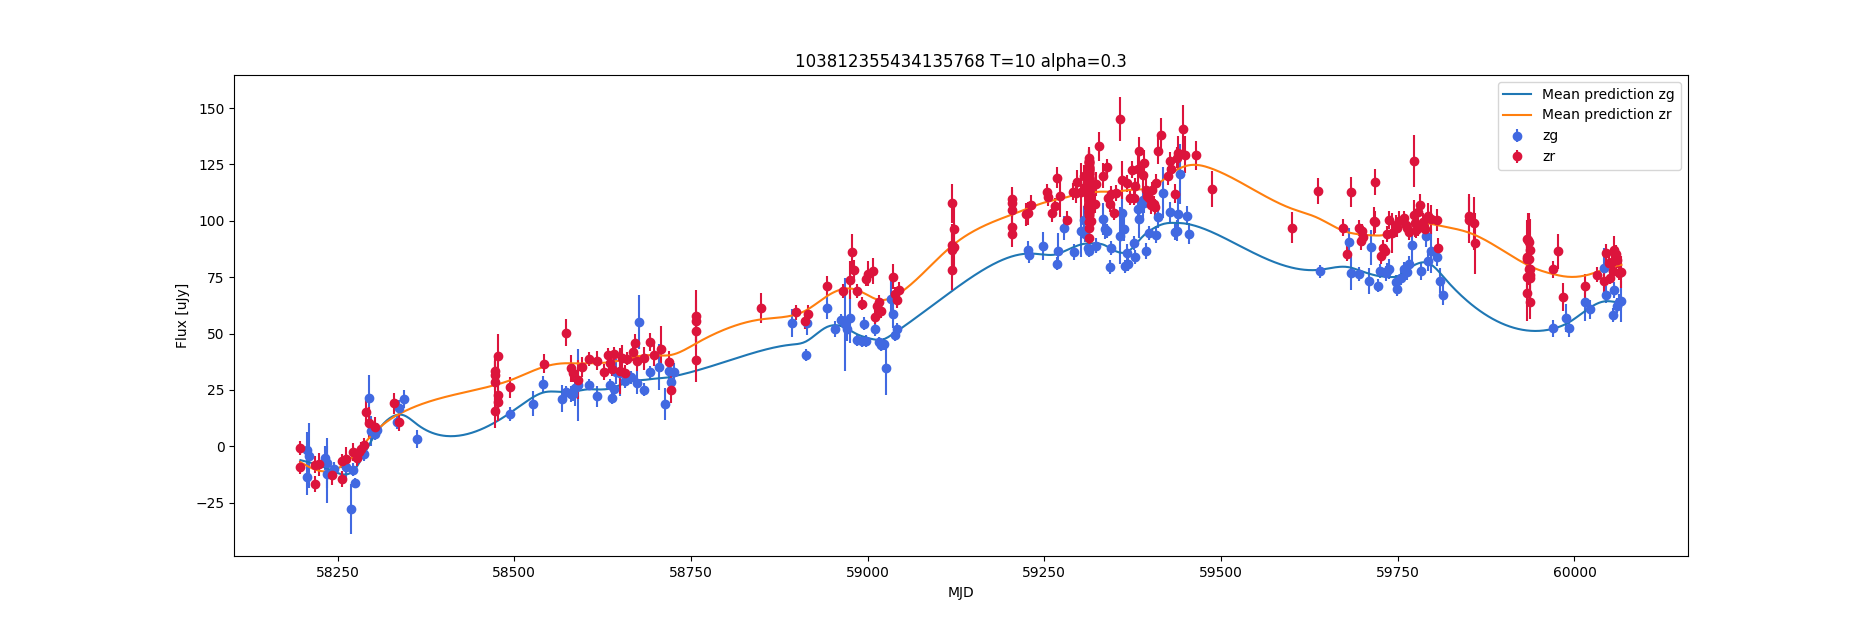 103812355434135768 T=10 alpha=0.3
Mean prediction zg
Mean prediction zr
zg
zr
150
125
100
75
50
25
0
−25
Flux [uJy]
58250 58500 58750 59000 59250 59500 59750 60000
MJD